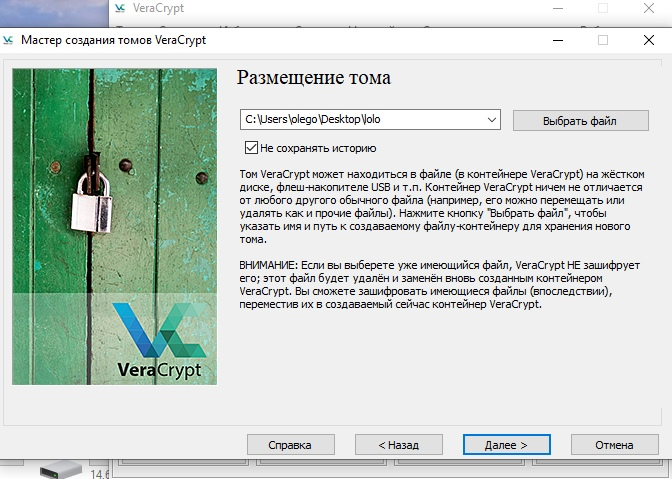 VeraCrypt
Мастер создания томов VeraCrypt
Размещение тома
C:\Users\olego\Desktop\lolo
Выбрать файл
Не сохранять историю
Том VeraCrypt может находиться в файле (в контейнере VeraCrypt) на жёстком
диске, флеш-накопителе USB и т.п. Контейнер VeraCrypt ничем не отличается
от любого другого обычного файла (например, его можно перемещать или
удалять как и прочие файлы). Нажмите кнопку "Выбрать файл", чтобы
указать имя и путь к создаваемому файлу-контейнеру для хранения нового
тома.
ВНИМАНИЕ: Если вы выберете уже имеющийся файл, VeraCrypt НЕ зашифрует
его; этот файл будет удалён и заменён вновь созданным контейнером
VeraCrypt. Вы сможете зашифровать имеющиеся файлы (впоследствии),
переместив их в создаваемый сейчас контейнер VeraCrypt.
VeraCrypt
Справка
< Назад
Далее >
Отмена
14.6